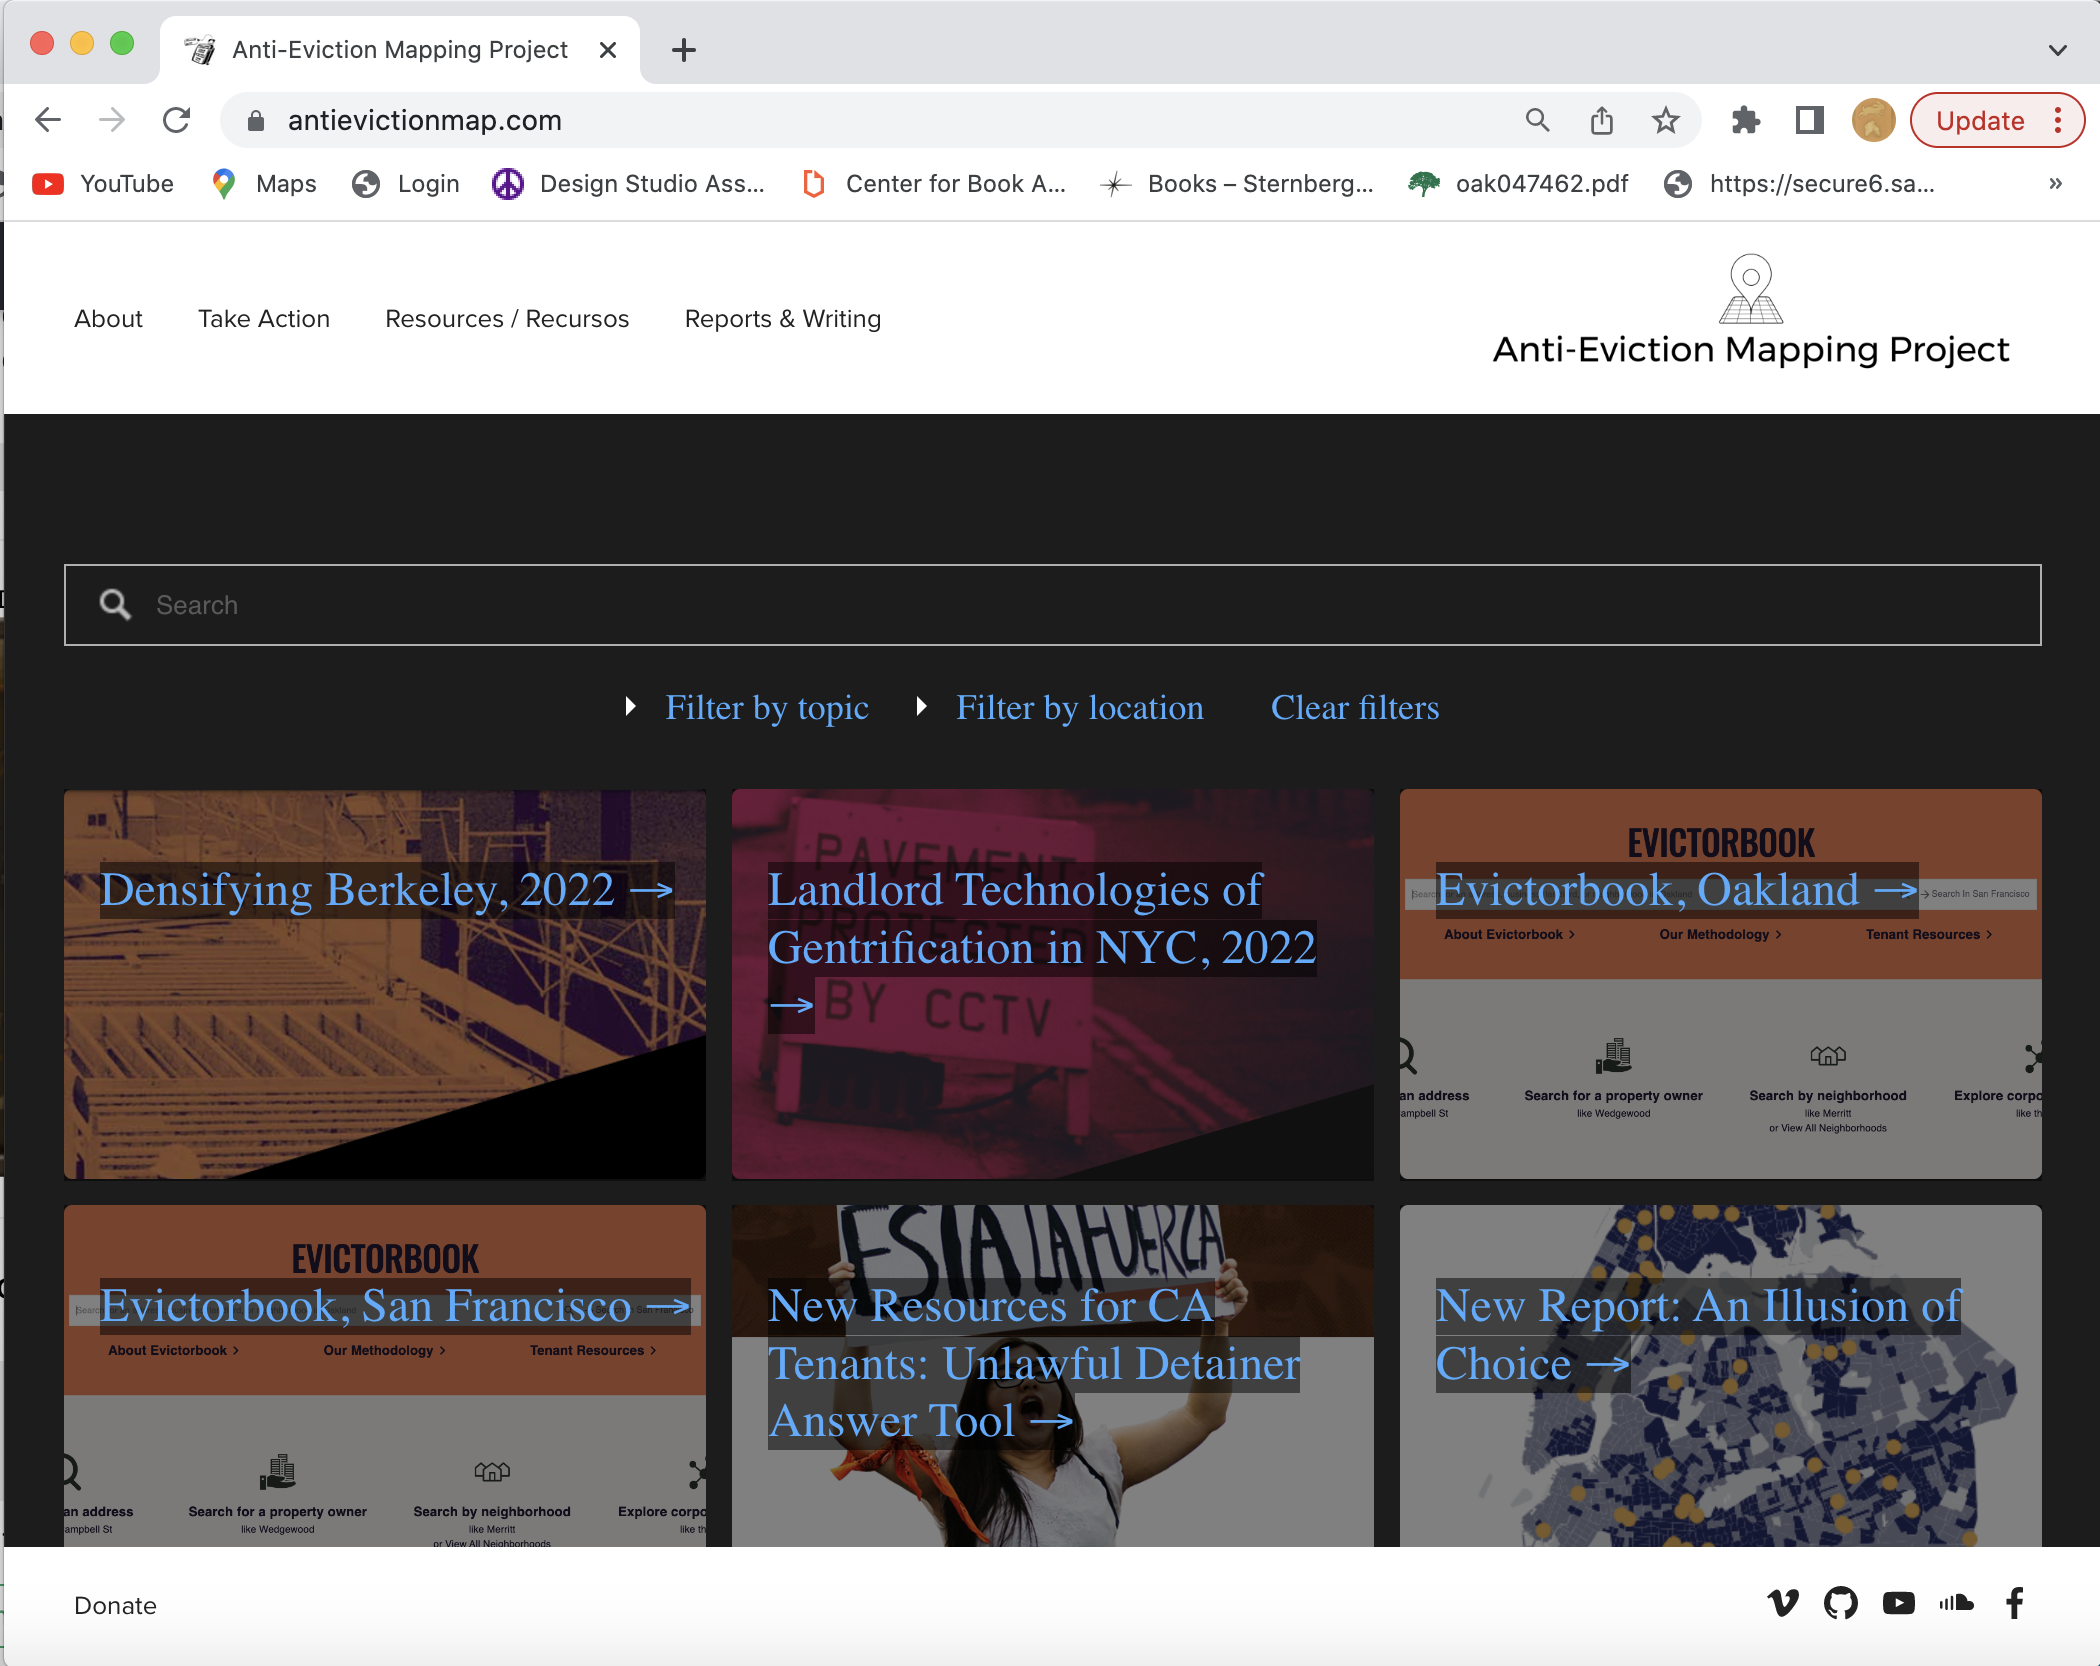 Anti-Eviction Mapping Project
antievictionmap.com
Update
YouTube Maps Login Design Studio Ass... Center for Book A... Books – Sternberg... oak047462.pdf https://secure6.sa... »
About Take Action Resources / Recursos Reports & Writing
Anti-Eviction Mapping Project
Search
Filter by topic Filter by location Clear filters
Densifying Berkeley, 2022 →
PAVEMENT
PROTECTED
BY CCTV
Landlord Technologies of
Gentrification in NYC, 2022
→
EVICTORBOOK
Evictorbook, Oakland →
→ Search In San Francisco
About Evictorbook > Our Methodology > Tenant Resources >
an address Search for a property owner Search by neighborhood Explore corpo
ampbell St like Wedgewood like Merritt like th
or View All Neighborhoods
EVICTORBOOK
Evictorbook, San Francisco →
About Evictorbook > Our Methodology > Tenant Resources >
an address Search for a property owner Search by neighborhood Explore corpo
ampbell St like Wedgewood like Merritt like th
or View All Neighborhoods
ESTA LA FUERZA
New Resources for CA
Tenants: Unlawful Detainer
Answer Tool →
New Report: An Illusion of
Choice →
Donate